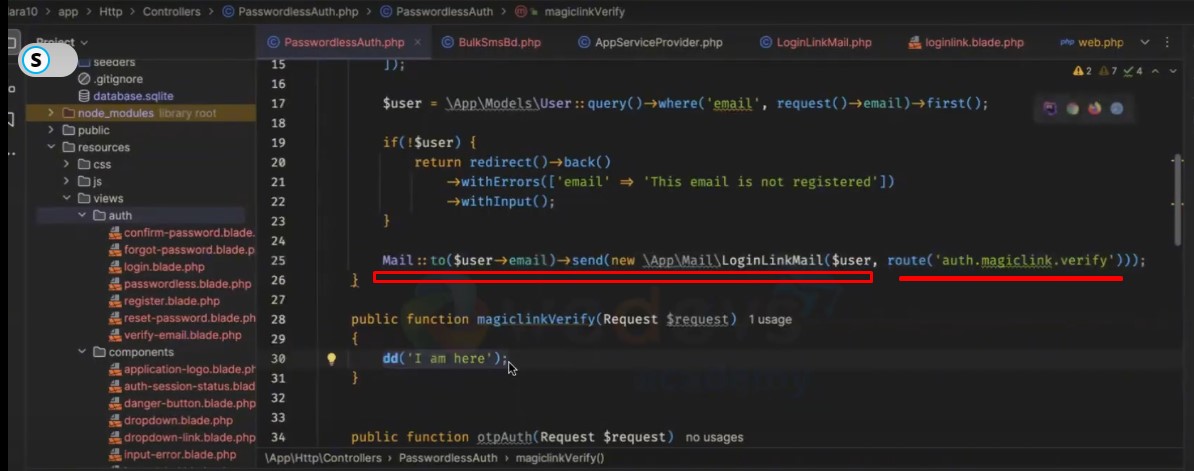 ara10 > app > Http > Controllers > PasswordlessAuth.php > PasswordlessAuth > magiclinkVerify
Project
PasswordlessAuth.php × BulkSmsBd.php AppServiceProvider.php LoginLinkMail.php loginlink.blade.php php web.php
S
seeders
.gitignore
database.sqlite
node_modules library root
public
resources
css
js
views
auth
confirm-password.blade.
forgot-password.blade.p
login.blade.php
passwordless.blade.php
register.blade.php
reset-password.blade.ph
verify-email.blade.php
components
application-logo.blade.ph
auth-session-status.blad
danger-button.blade.php
dropdown.blade.php
dropdown-link.blade.php
input-error.blade.php
2 7 4
15 ]);
16
17 $user = \App\Models\User::query()->where('email', request()->email)->first();
18
19 if(!$user) {
20 return redirect()->back()
21 ->withErrors(['email' => 'This email is not registered'])
22 ->withInput();
23 }
24
25 Mail::to($user->email)->send(new \App\Mail\LoginLinkMail($user, route('auth.magiclink.verify')));
26 }
27
28 public function magiclinkVerify(Request $request) 1 usage
29 {
30 dd('I am here');
31 }
32
33
34 public function otpAuth(Request $request) no usages
\App\Http\Controllers > PasswordlessAuth > magiclinkVerify()